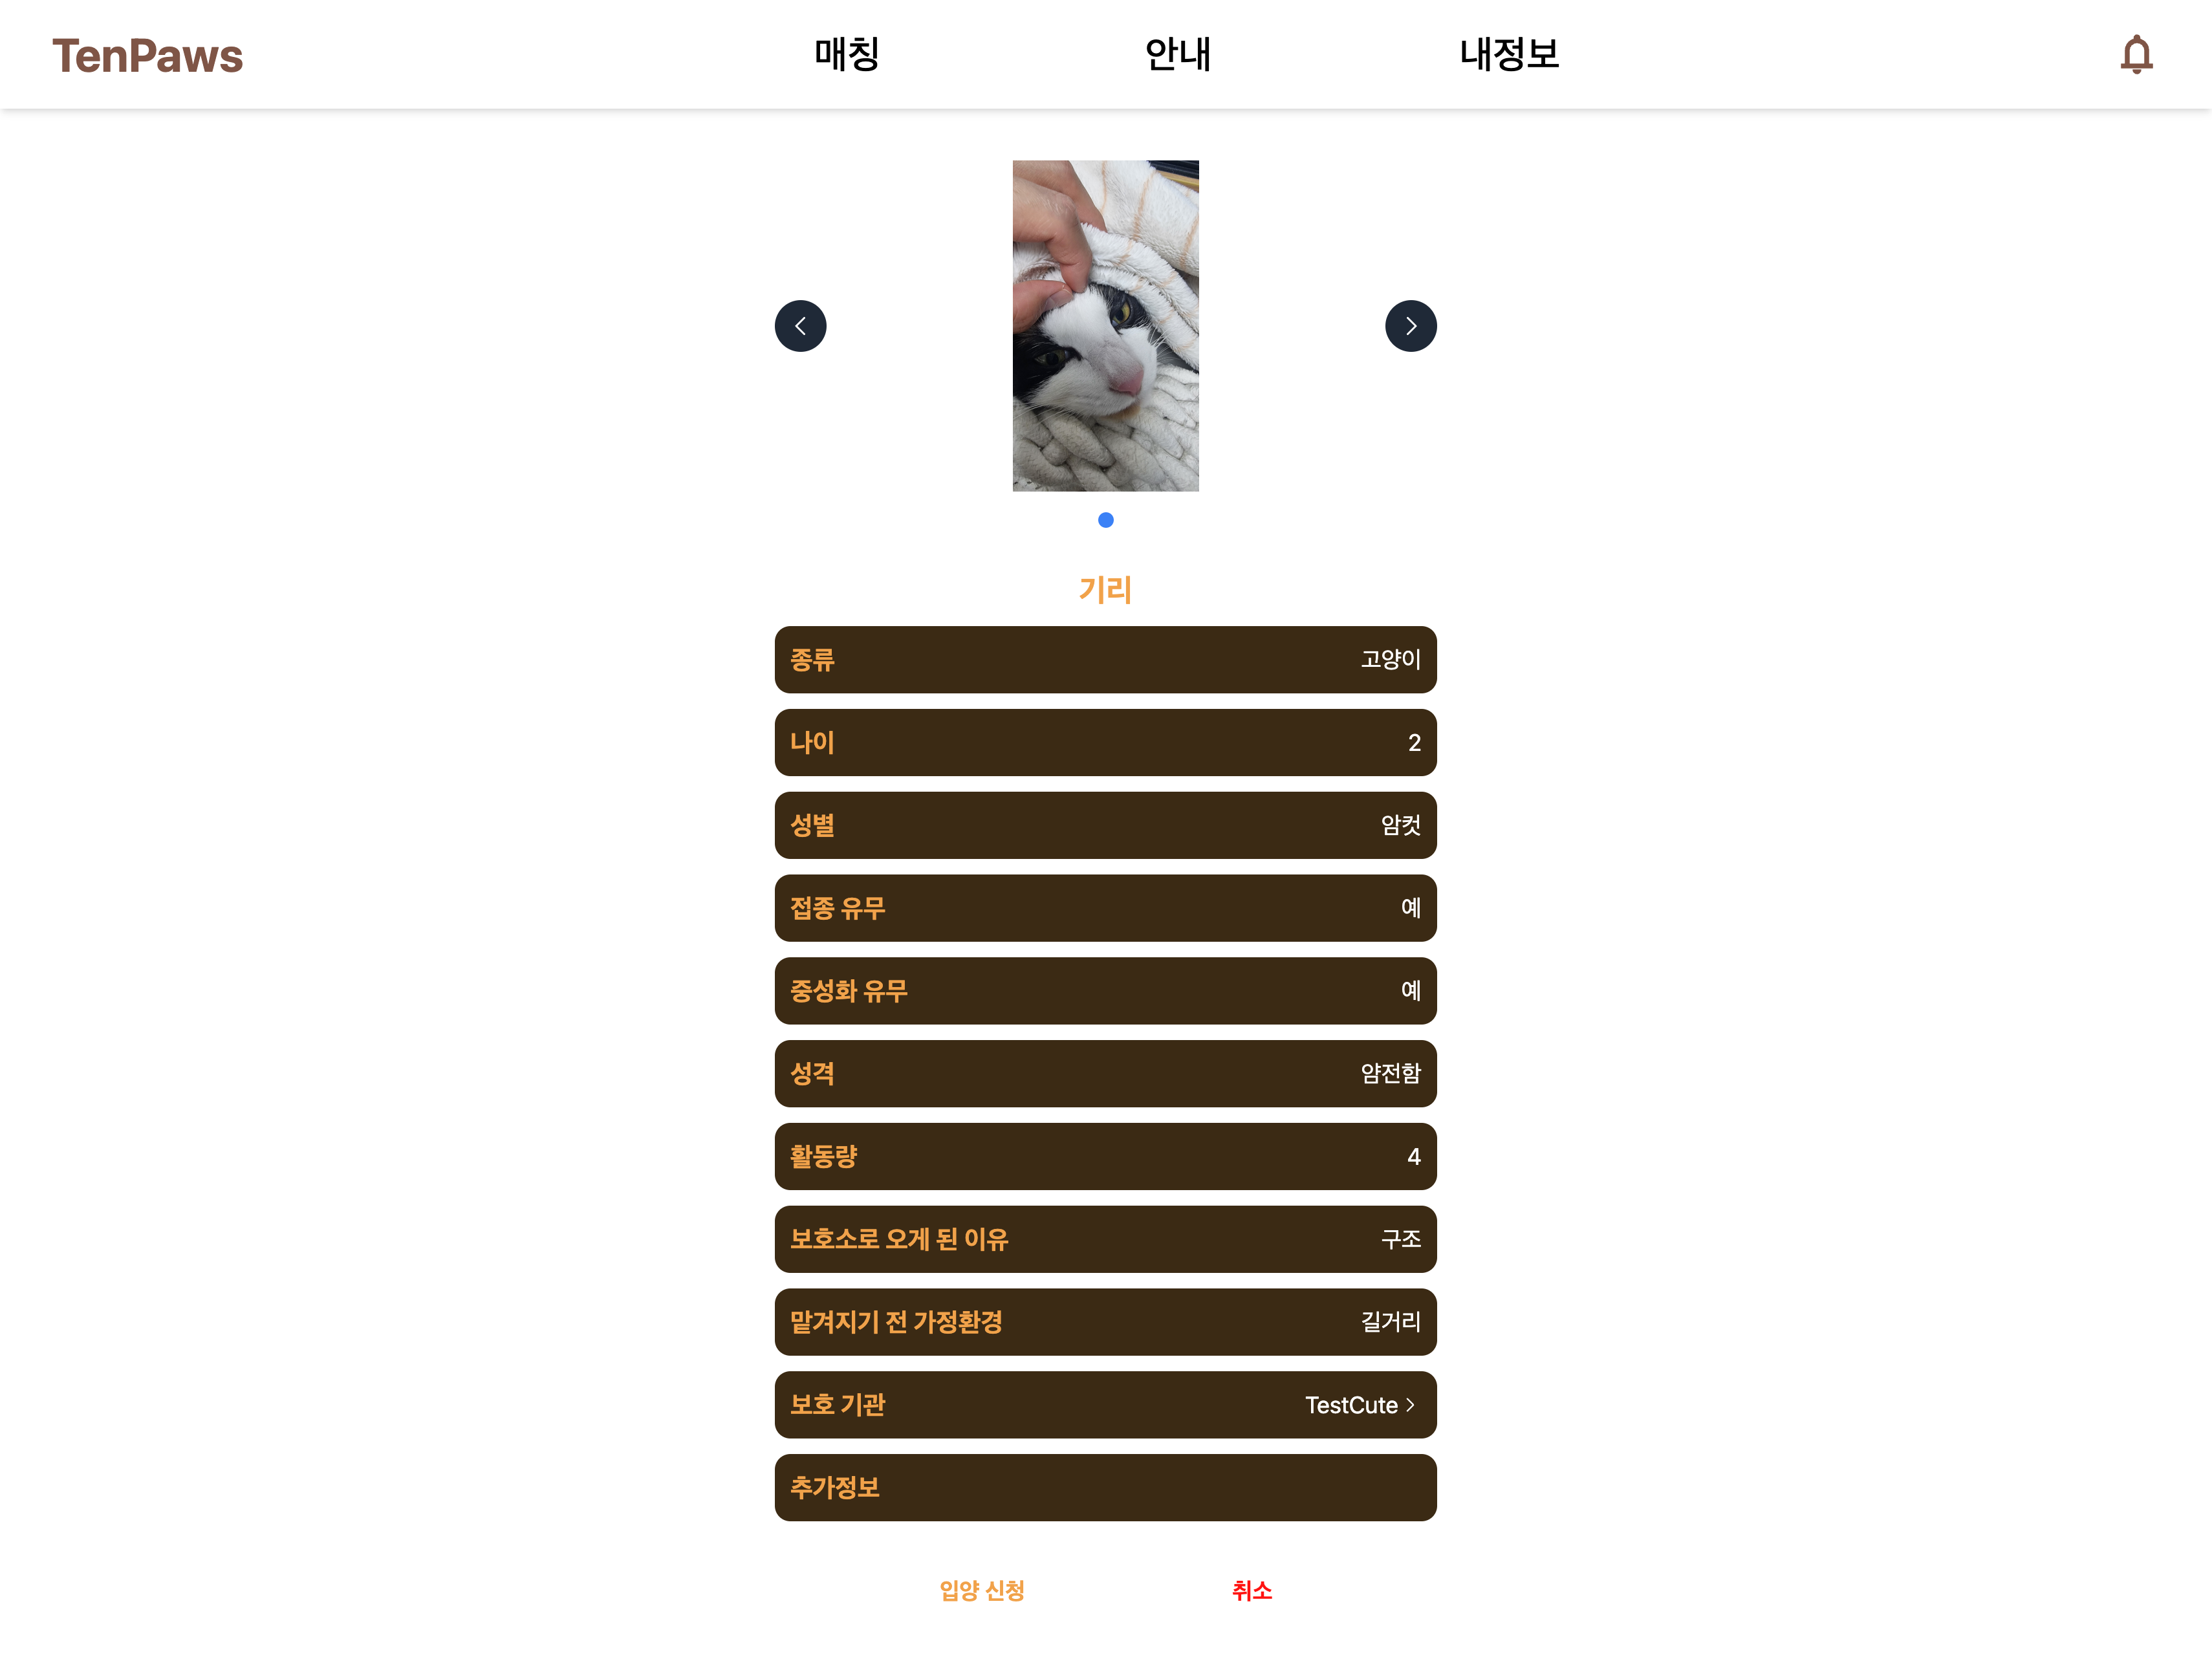 TenPaws
매칭
안내
내정보
기리
종류 고양이
나이 2
성별 암컷
접종 유무 예
중성화 유무 예
성격 얌전함
활동량 4
보호소로 오게 된 이유 구조
맡겨지기 전 가정환경 길거리
보호 기관 TestCute
추가정보
입양 신청 취소